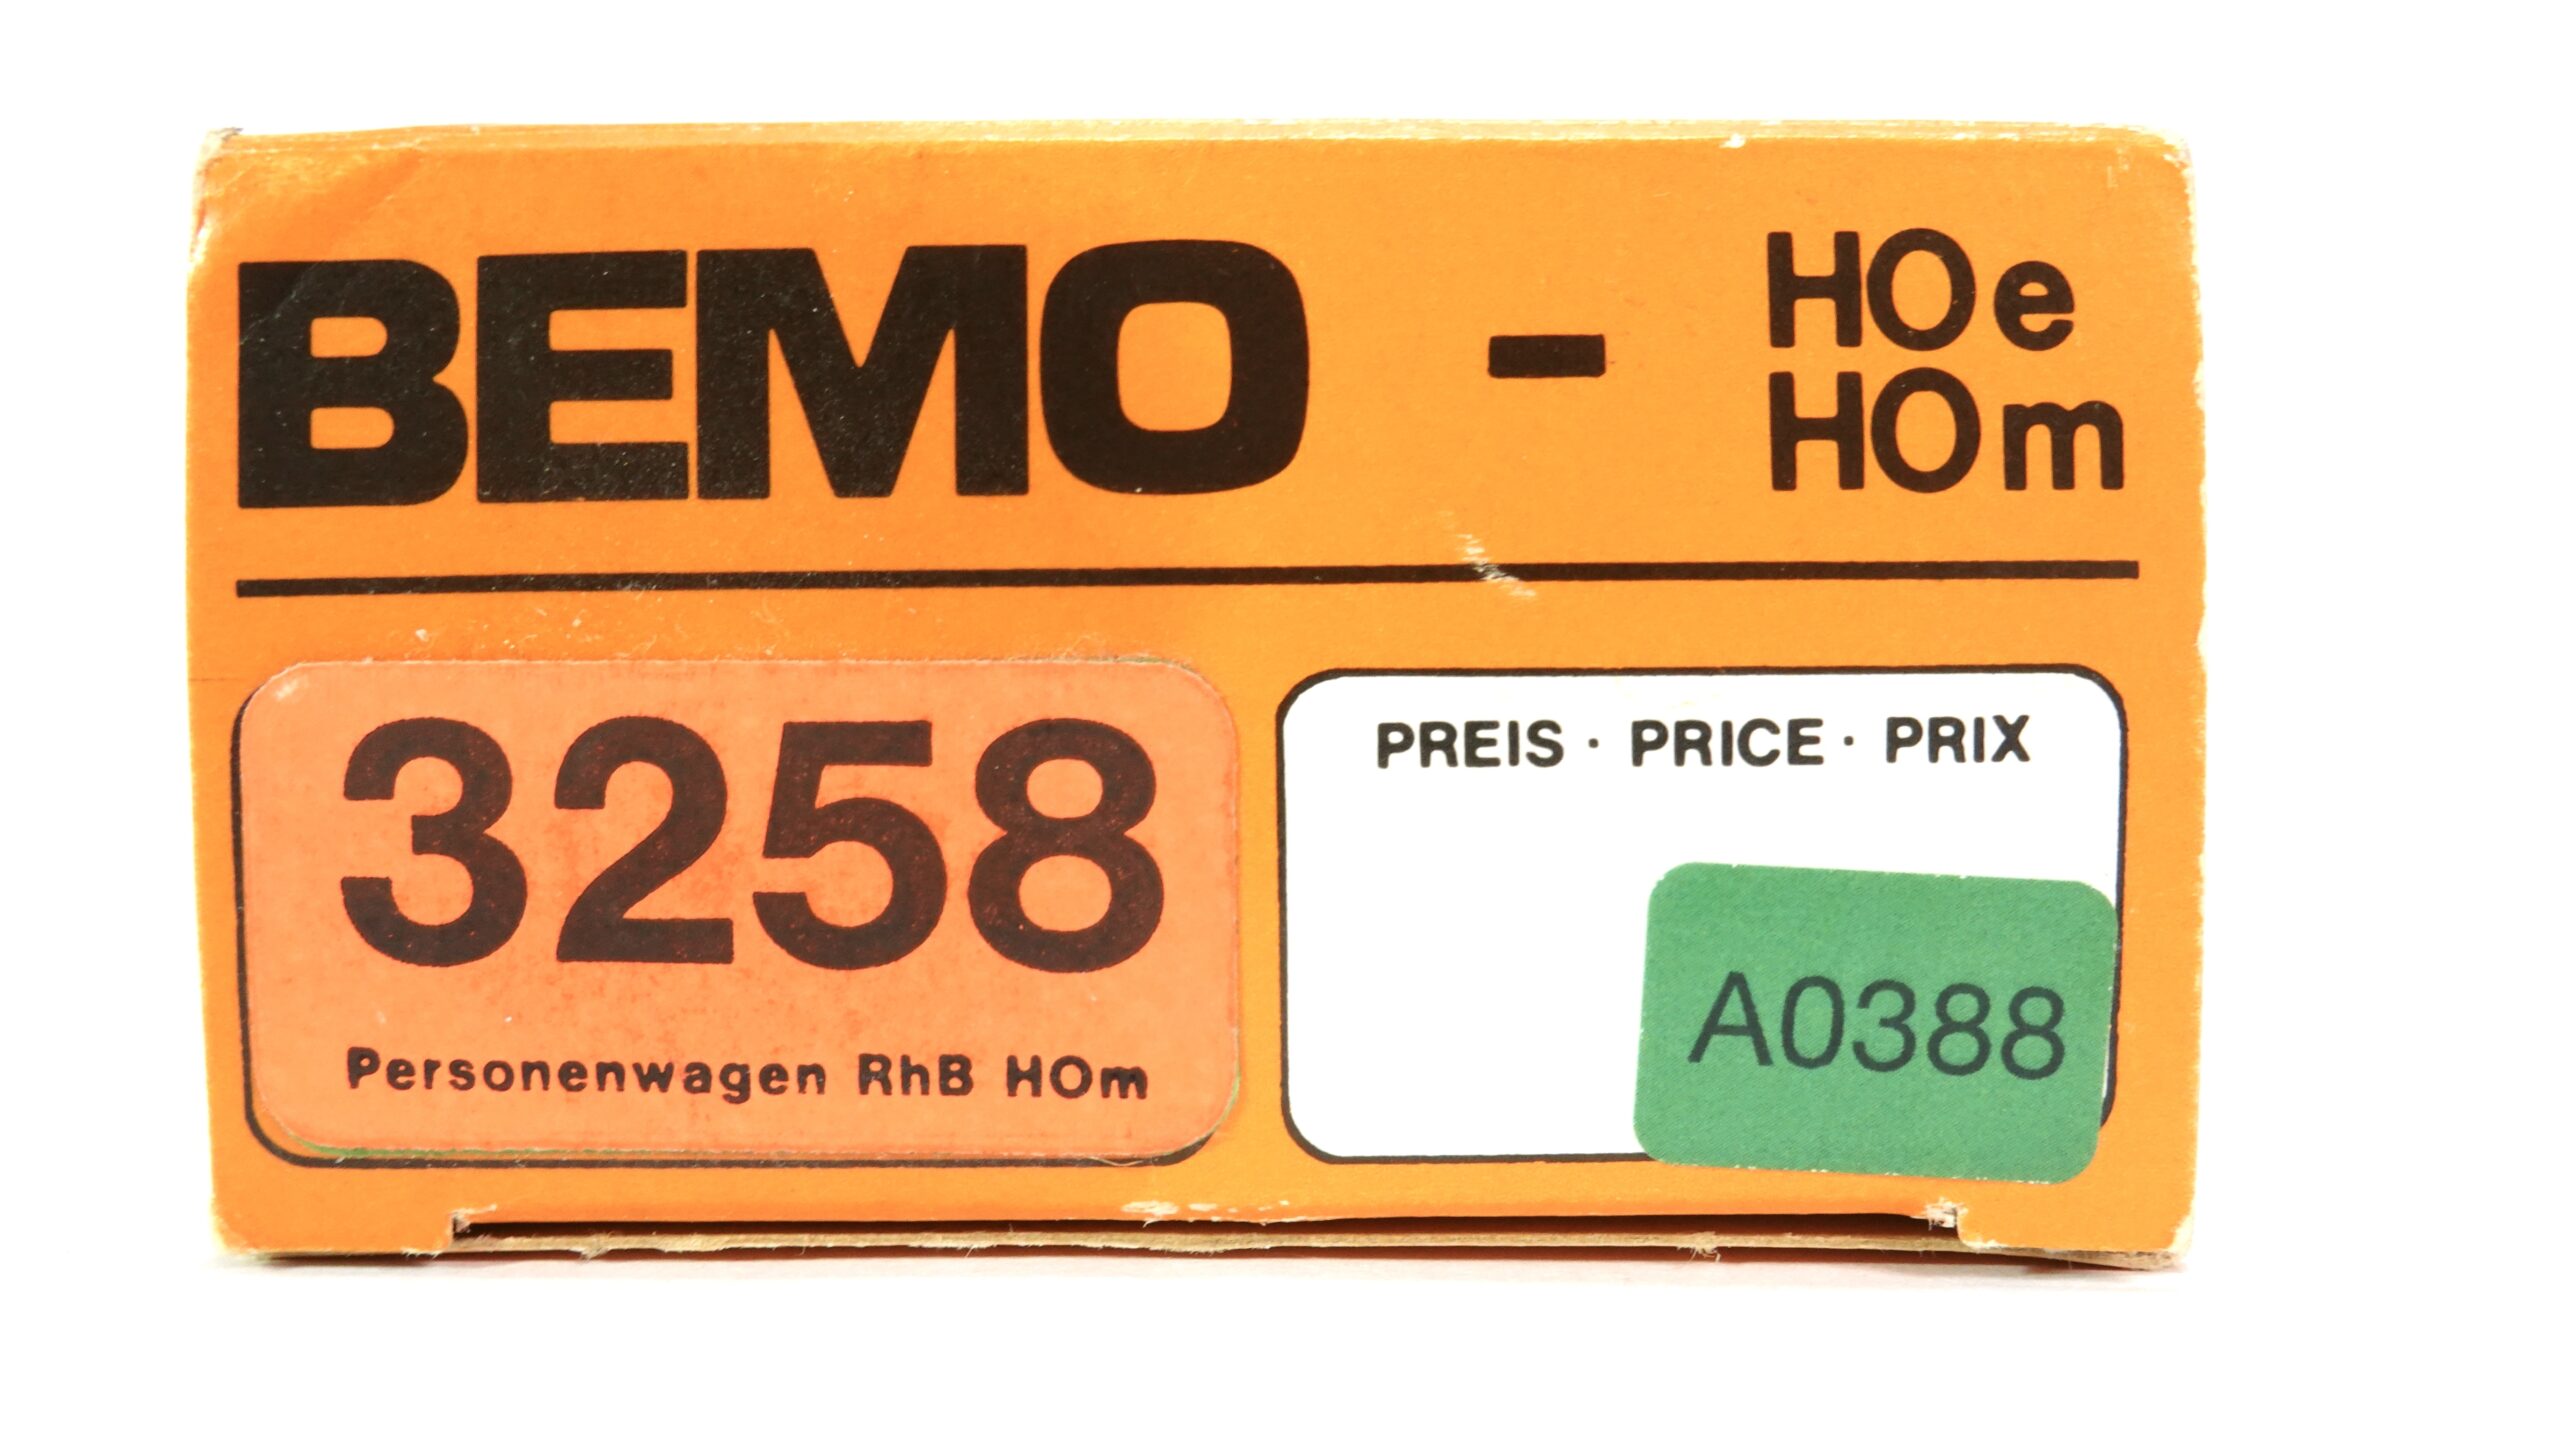 BEMO - HOe
HOm
3258
Personenwagen RhB HOm
PREIS · PRICE · PRIX
A0388